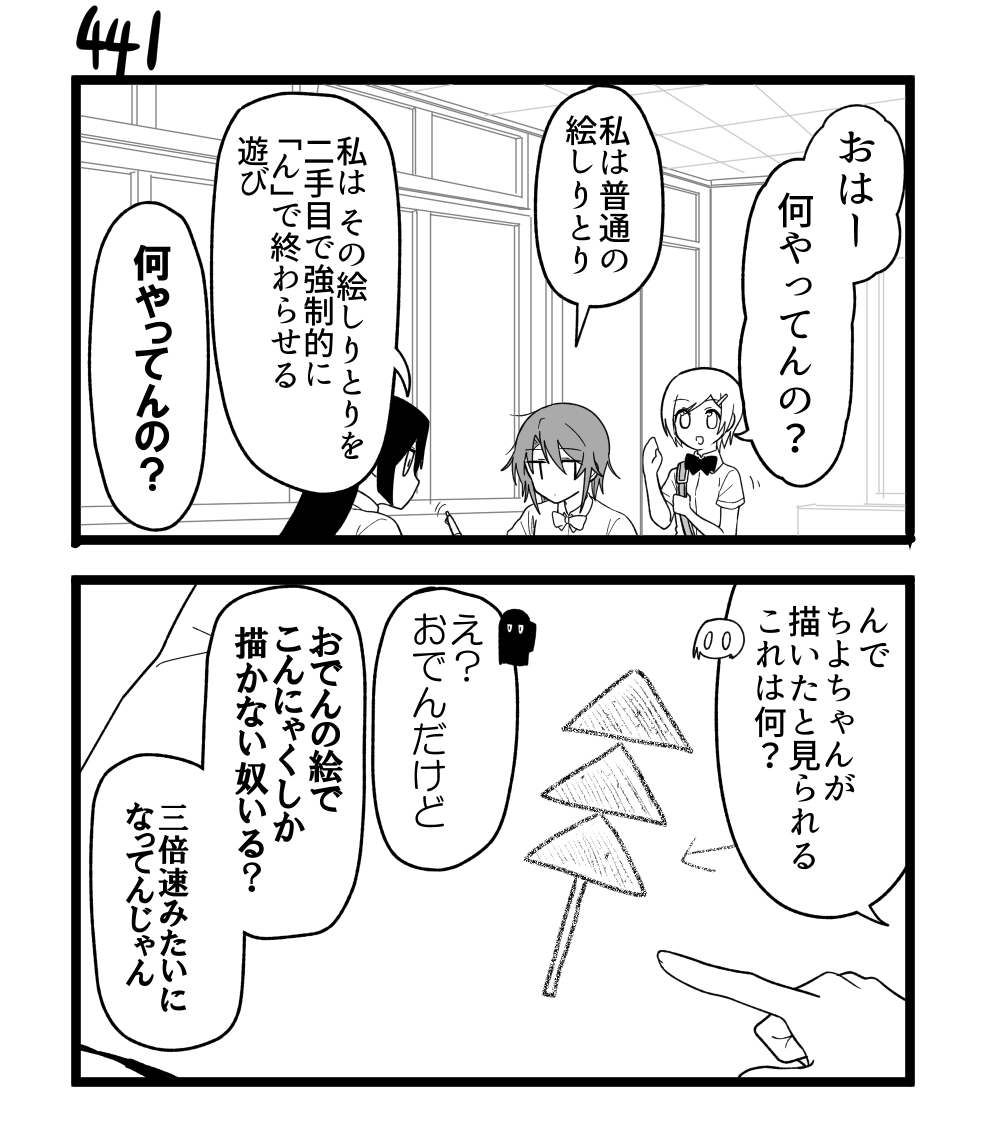 441
おはー
何やってんの？
私は普通の
絵しりとり
私は その絵しりとりを
二手目で強制的に
「ん」で終わらせる
遊び
何やってんの？
んで
ちよちゃんが
描いたと見られる
これは何？
え？
おでんだけど
おでんの絵で
こんにゃくしか
描かない奴いる？
三倍速みたいに
なってんじゃん